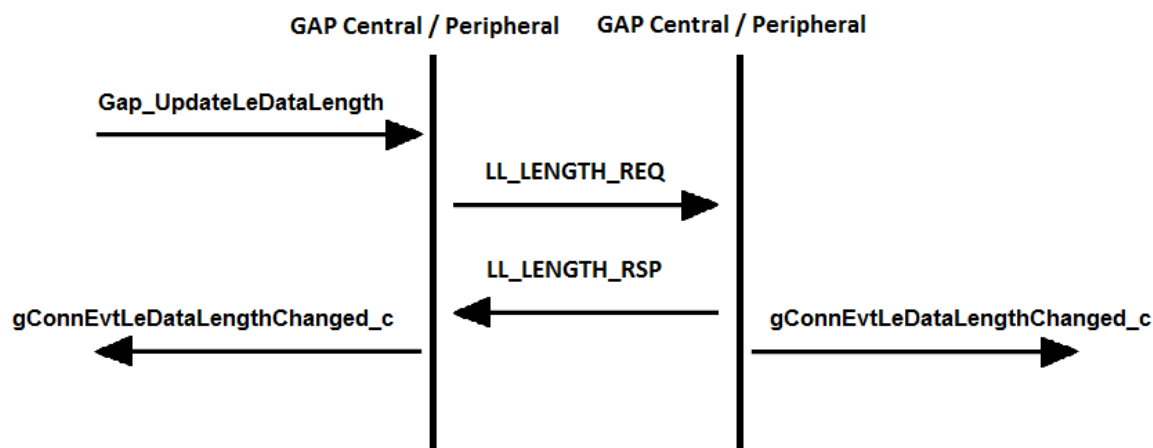 GAP Central / Peripheral
GAP Central / Peripheral
Gap_UpdateLeDataLength
LL_LENGTH_REQ
LL_LENGTH_RSP
gConnEvtLeDataLengthChanged_c
gConnEvtLeDataLengthChanged_c